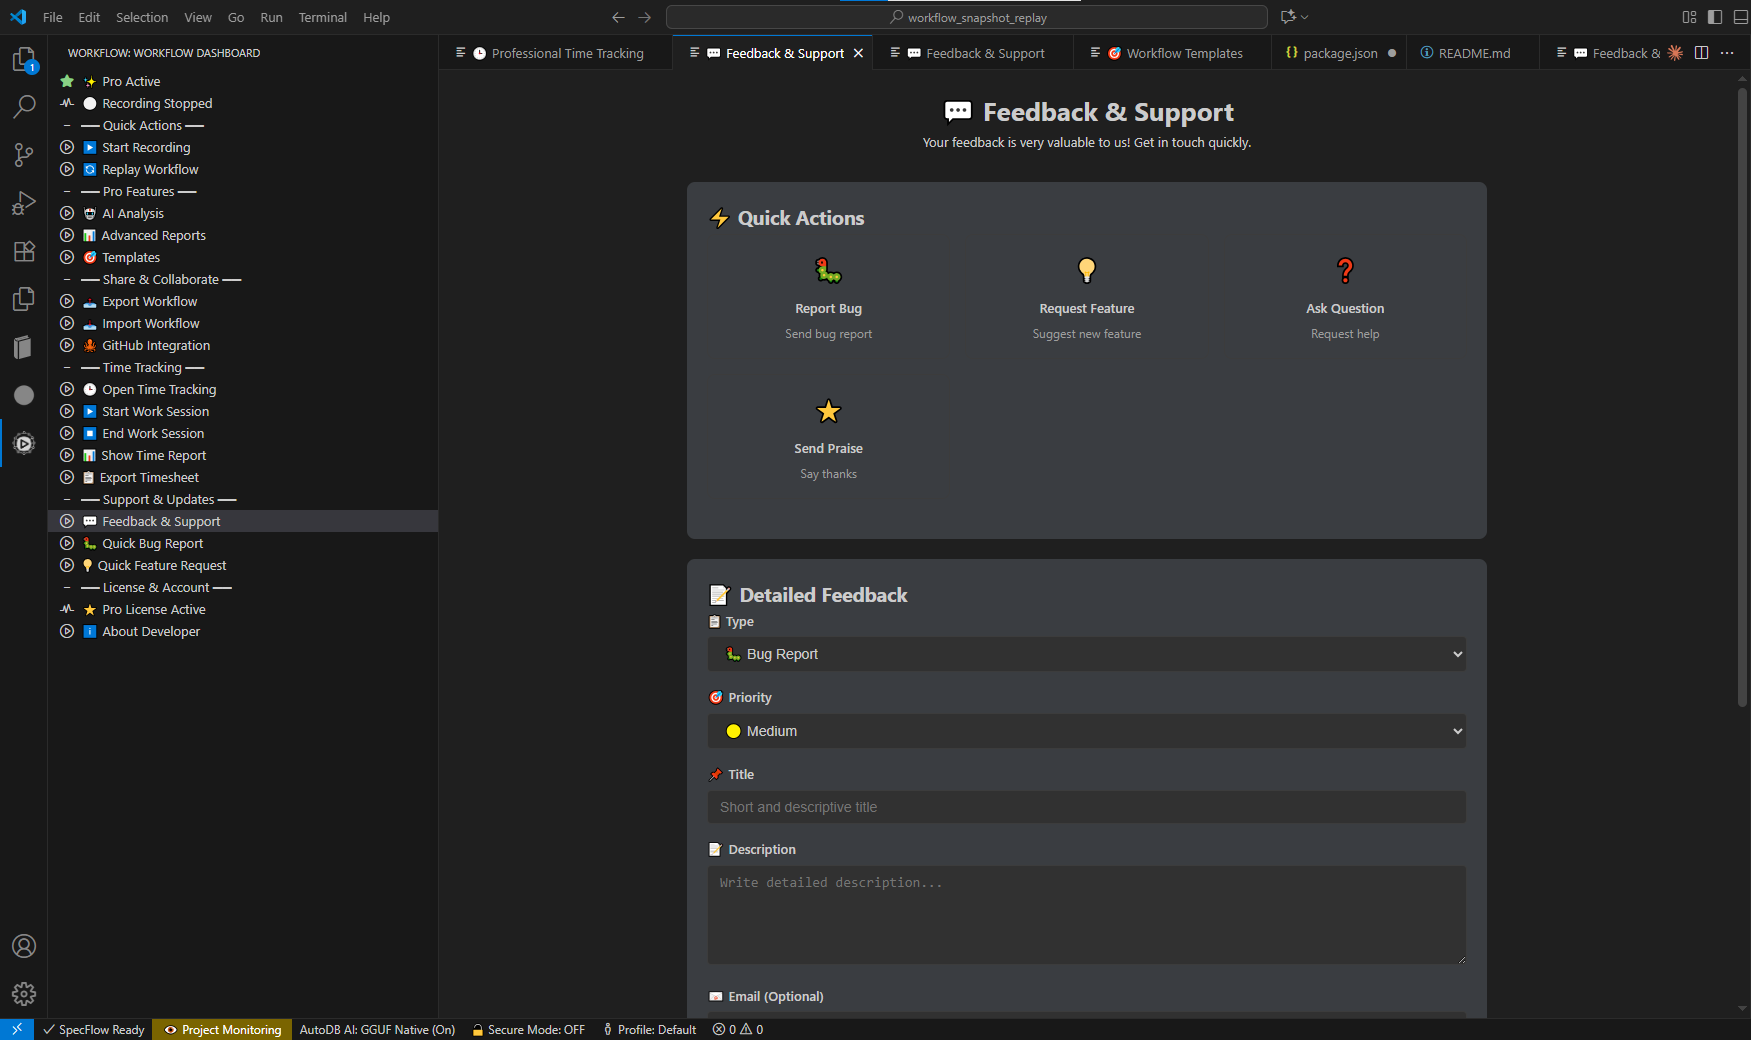 File Edit Selection View Go Run Terminal Help
workflow_snapshot_replay
WORKFLOW: WORKFLOW DASHBOARD
Pro Active
Recording Stopped
Quick Actions
Start Recording
Replay Workflow
Pro Features
AI Analysis
Advanced Reports
Templates
Share & Collaborate
Export Workflow
Import Workflow
GitHub Integration
Time Tracking
Open Time Tracking
Start Work Session
End Work Session
Show Time Report
Export Timesheet
Support & Updates
Feedback & Support
Quick Bug Report
Quick Feature Request
License & Account
Pro License Active
About Developer
1
Professional Time Tracking
Feedback & Support
Feedback & Support
Workflow Templates
package.json
README.md
Feedback &
Feedback & Support
Your feedback is very valuable to us! Get in touch quickly.
Quick Actions
Report Bug
Send bug report
Request Feature
Suggest new feature
Ask Question
Request help
Send Praise
Say thanks
Detailed Feedback
Type
Bug Report
Priority
Medium
Title
Short and descriptive title
Description
Write detailed description...
Email (Optional)
SpecFlow Ready
Project Monitoring
AutoDB AI: GGUF Native (On)
Secure Mode: OFF
Profile: Default
0 0